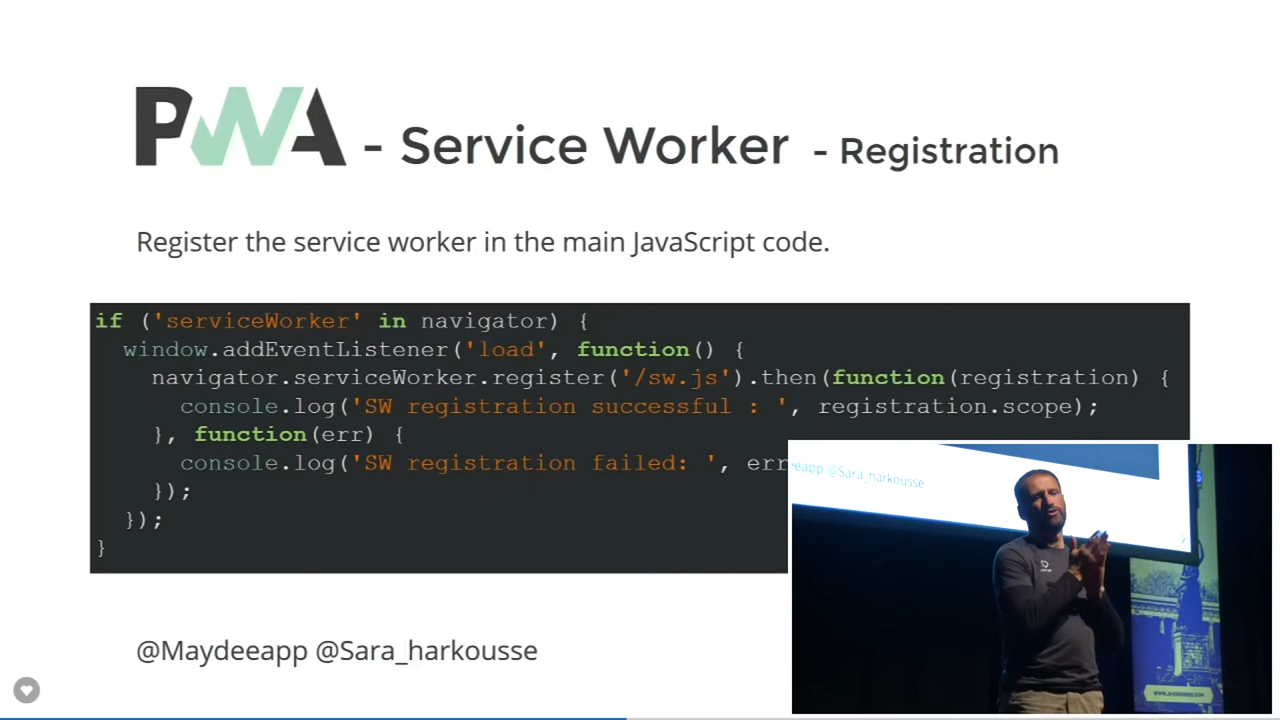 PWA - Service Worker - Registration
Register the service worker in the main JavaScript code.
if ('serviceWorker' in navigator) {
  window.addEventListener('load', function() {
    navigator.serviceWorker.register('/sw.js').then(function(registration) {
      console.log('SW registration successful : ', registration.scope);
    }, function(err) {
      console.log('SW registration failed: ', err
    });
  });
}
@Maydeeapp @Sara_harkousse
eeapp @Sara_harkousse